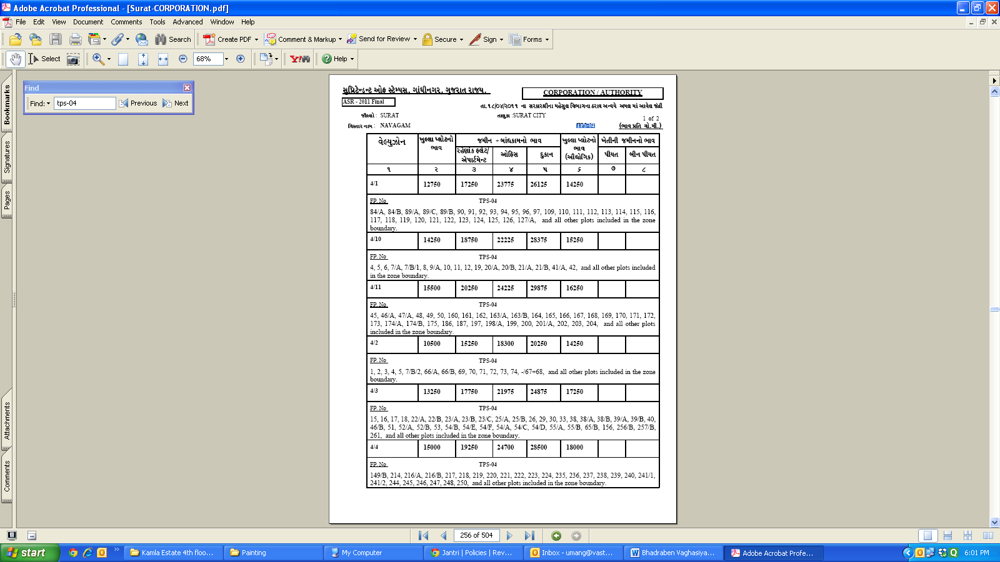 Adobe Acrobat Professional - [Surat-CORPORATION.pdf]
File Edit View Document Comments Tools Advanced Window Help
Search Create PDF Comment & Markup Send for Review Secure Sign Forms
Select 68% Y! Help
Find
Find: tps-04 Previous Next
Bookmarks
Signatures
Pages
Attachments
Comments
સુપ્રિટેન્ડન્ટ ઓફ સ્ટેમ્પસ, ગાંધીનગર, ગુજરાત રાજ્ય.
CORPORATION / AUTHORITY
ASR - 2011 Final
તા.૧૮/૦૪/૨૦૧૧ ના સરકારશ્રીના મહેસુલ વિભાગના ઠરાવ અન્વયે અમલ માં આવેલ જંત્રી
જીલ્લો : SURAT તાલુકા :SURAT CITY 1 of 2
વિસ્તાર નામ : NAVAGAM TPS-04 (ભાવ પ્રતિ ચો.મી.)
વેલ્યુઝોન ખુલ્લા પ્લોટનો ભાવ જમીન + બાંધકામનો ભાવ ખુલ્લા પ્લોટનો ભાવ (ઔદ્યોગિક) ખેતીની જમીનનો ભાવ
રહેણાંક ફ્લેટ/ એપાર્ટમેન્ટ ઓફિસ દુકાન પીયત બીન પીયત
૧ ૨ ૩ ૪ ૫ ૬ ૭ ૮
4/1 12750 17250 23775 26125 14250
FP. No TPS-04
84/A, 84/B, 89/A, 89/C, 89/B, 90, 91, 92, 93, 94, 95, 96, 97, 109, 110, 111, 112, 113, 114, 115, 116,
117, 118, 119, 120, 121, 122, 123, 124, 125, 126, 127/A, and all other plots included in the zone
boundary.
4/10 14250 18750 22225 28375 15250
FP. No TPS-04
4, 5, 6, 7/A, 7/B/1, 8, 9/A, 10, 11, 12, 19, 20/A, 20/B, 21/A, 21/B, 41/A, 42, and all other plots included
in the zone boundary.
4/11 15500 20250 24225 29875 16250
FP. No TPS-04
45, 46/A, 47/A, 48, 49, 50, 160, 161, 162, 163/A, 163/B, 164, 165, 166, 167, 168, 169, 170, 171, 172,
173, 174/A, 174/B, 175, 186, 187, 197, 198/A, 199, 200, 201/A, 202, 203, 204, and all other plots
included in the zone boundary.
4/2 10500 15250 18300 20250 14250
FP. No TPS-04
1, 2, 3, 4, 5, 7/B/2, 66/A, 66/B, 69, 70, 71, 72, 73, 74, -/67+68, and all other plots included in the zone
boundary.
4/3 13250 17750 21975 24875 17250
FP. No TPS-04
15, 16, 17, 18, 22/A, 22/B, 23/A, 23/B, 23/C, 25/A, 25/B, 26, 29, 30, 33, 38, 38/A, 38/B, 39/A, 39/B, 40,
46/B, 51, 52/A, 52/B, 53, 54/B, 54/E, 54/F, 54/A, 54/C, 54/D, 55/A, 55/B, 65/B, 156, 256/B, 257/B,
261, and all other plots included in the zone boundary.
4/4 15000 19250 24700 28500 18000
FP. No TPS-04
149/B, 214, 216/A, 216/B, 217, 218, 219, 220, 221, 222, 223, 224, 235, 236, 237, 238, 239, 240, 241/1,
241/2, 244, 245, 246, 247, 248, 250, and all other plots included in the zone boundary.
256 of 504
start Kamla Estate 4th floo... Painting My Computer Jantri | Policies | Rev... Inbox - umang@vast... Bhadraben Vaghasiya... Adobe Acrobat Profe... 6:01 PM